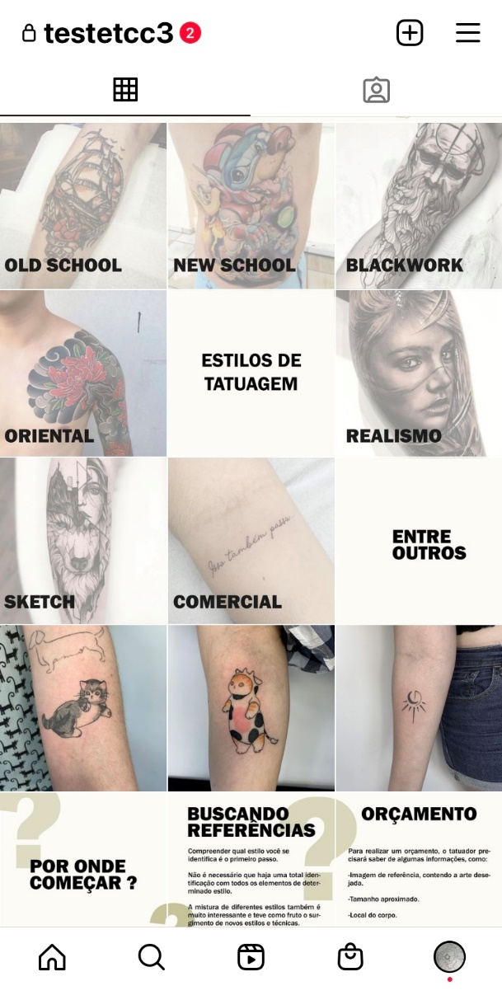 testetcc3 2
OLD SCHOOL
NEW SCHOOL
BLACKWORK
ORIENTAL
ESTILOS DE
TATUAGEM
REALISMO
SKETCH
Isso também passa.
COMERCIAL
ENTRE
OUTROS
POR ONDE
COMEÇAR ?
BUSCANDO
REFERÊNCIAS
Compreender qual estilo você se
identifica é o primeiro passo.
Não é necessário que haja uma total iden-
tificação com todos os elementos de deter-
minado estilo.
A mistura de diferentes estilos também é
muito interessante e teve como fruto o sur-
gimento de novos estilos e técnicas.
ORÇAMENTO
Para realizar um orçamento, o tatuador pre-
cisará saber de algumas informações, como:
-Imagem de referência, contendo a arte dese-
jada.
-Tamanho aproximado.
-Local do corpo.